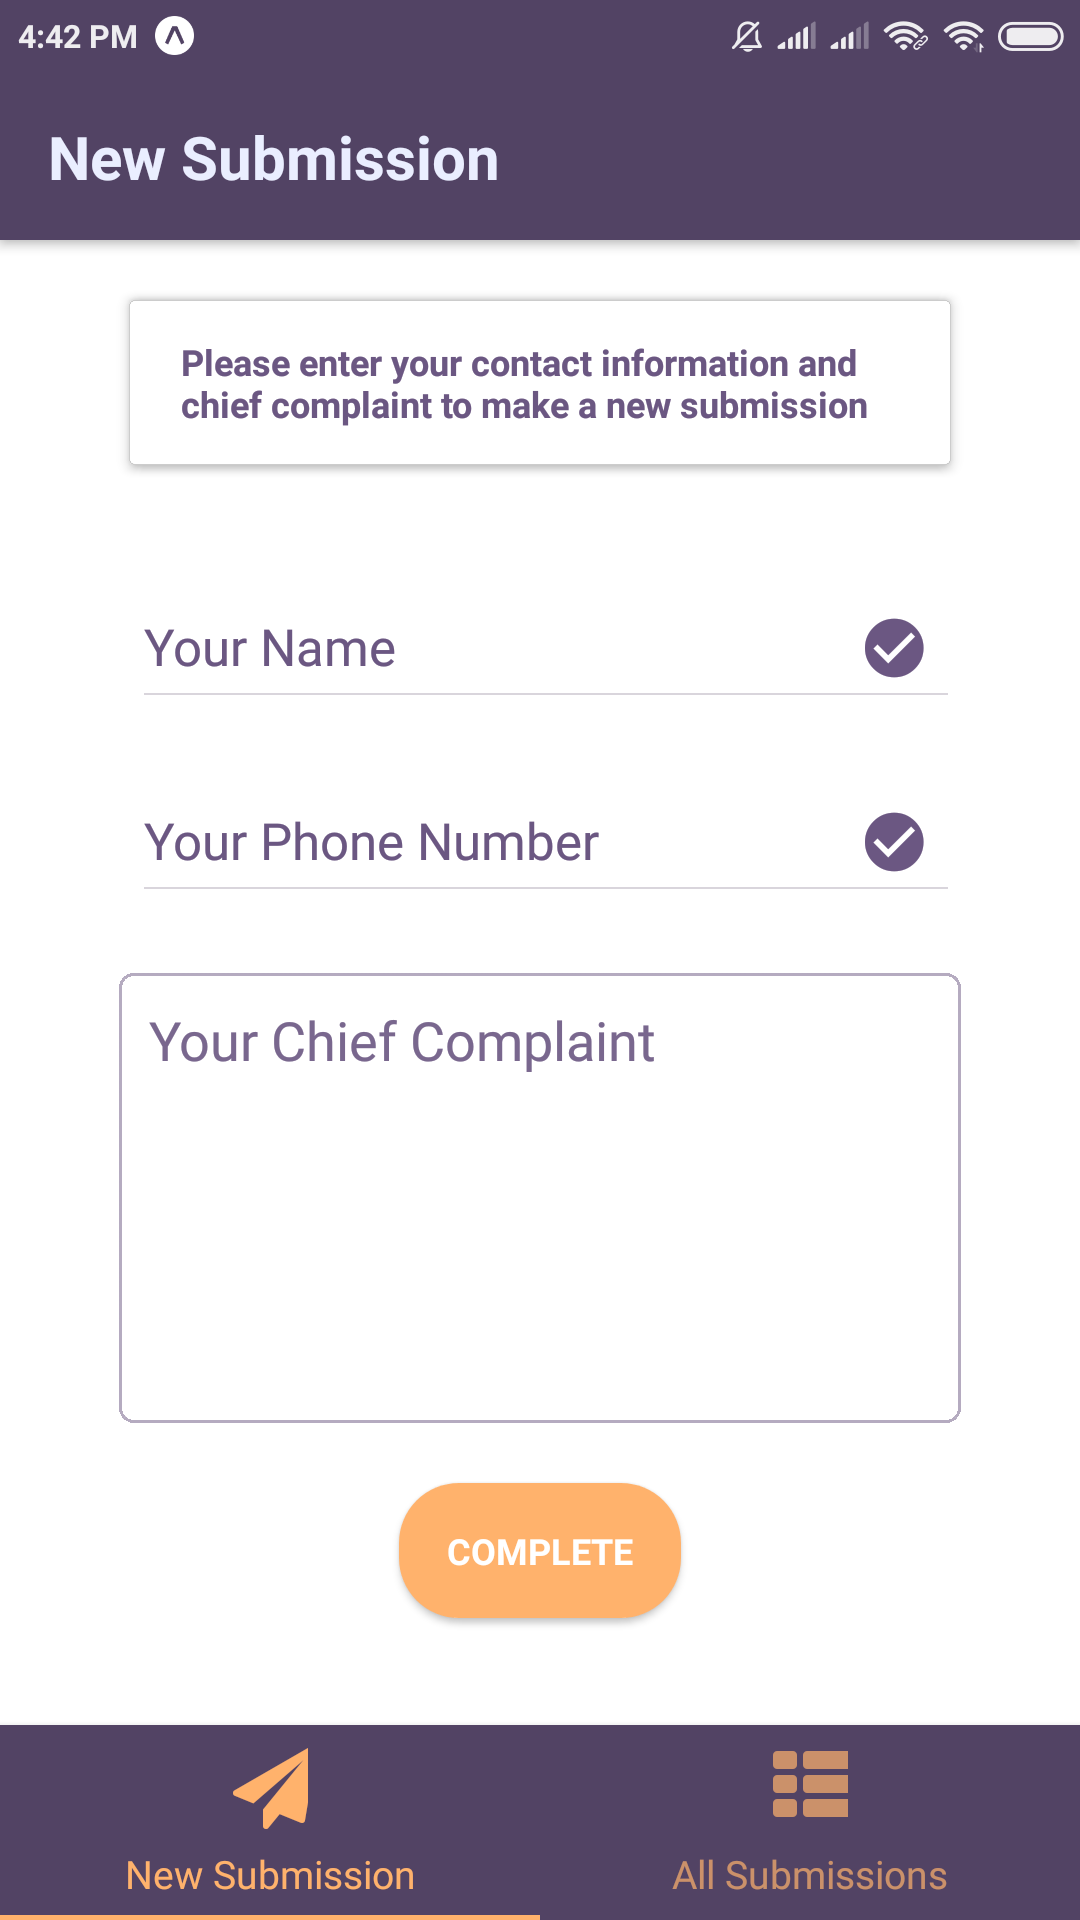 4:42 PM
New Submission
Please enter your contact information and
chief complaint to make a new submission
Your Name
Your Phone Number
Your Chief Complaint
COMPLETE
New Submission
All Submissions